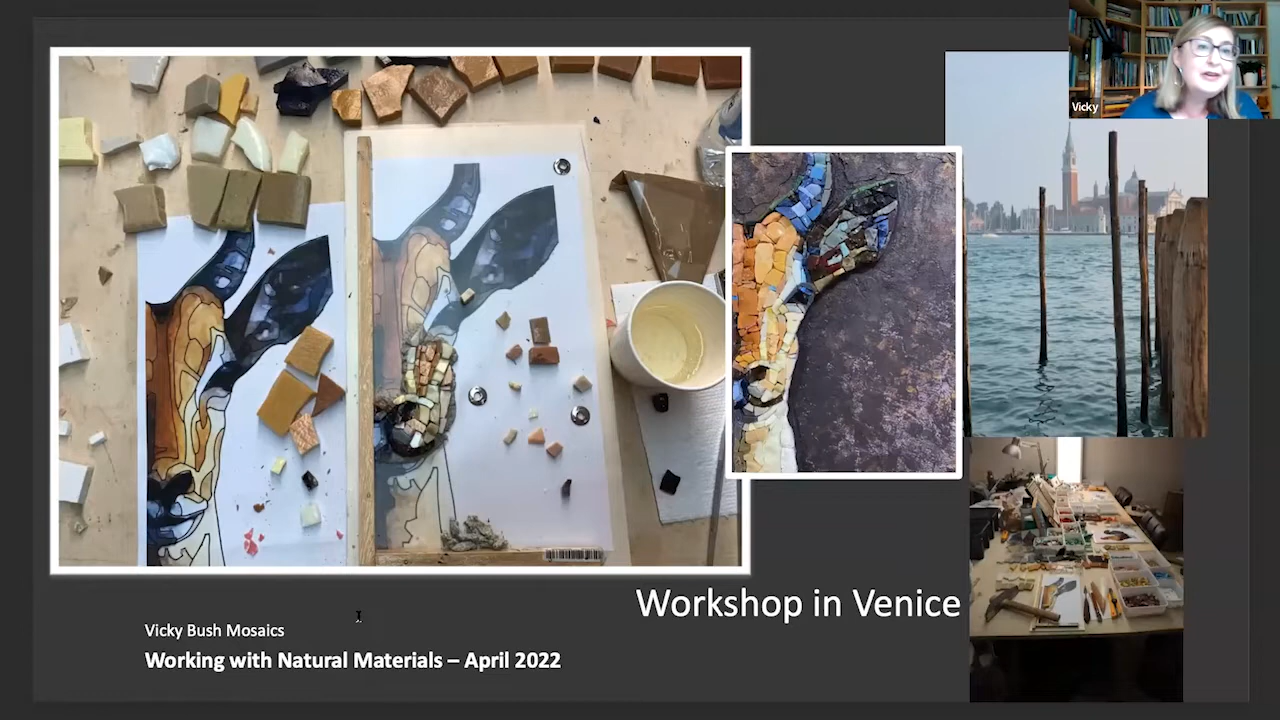 Vicky
Workshop in Venice
Vicky Bush Mosaics
Working with Natural Materials – April 2022